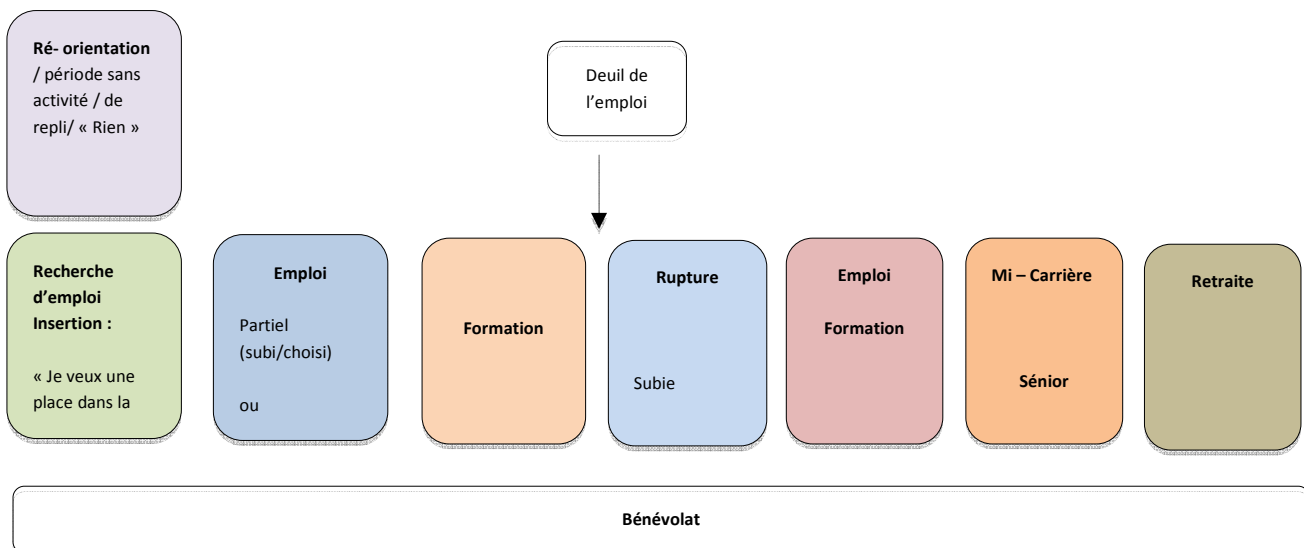 Ré- orientation
/ période sans
activité / de
repli/ « Rien »
Deuil de
l’emploi
Recherche
d’emploi
Insertion :
« Je veux une
place dans la
Emploi
Partiel
(subi/choisi)
ou
Formation
Rupture
Subie
Emploi
Formation
Mi – Carrière
Sénior
Retraite
Bénévolat